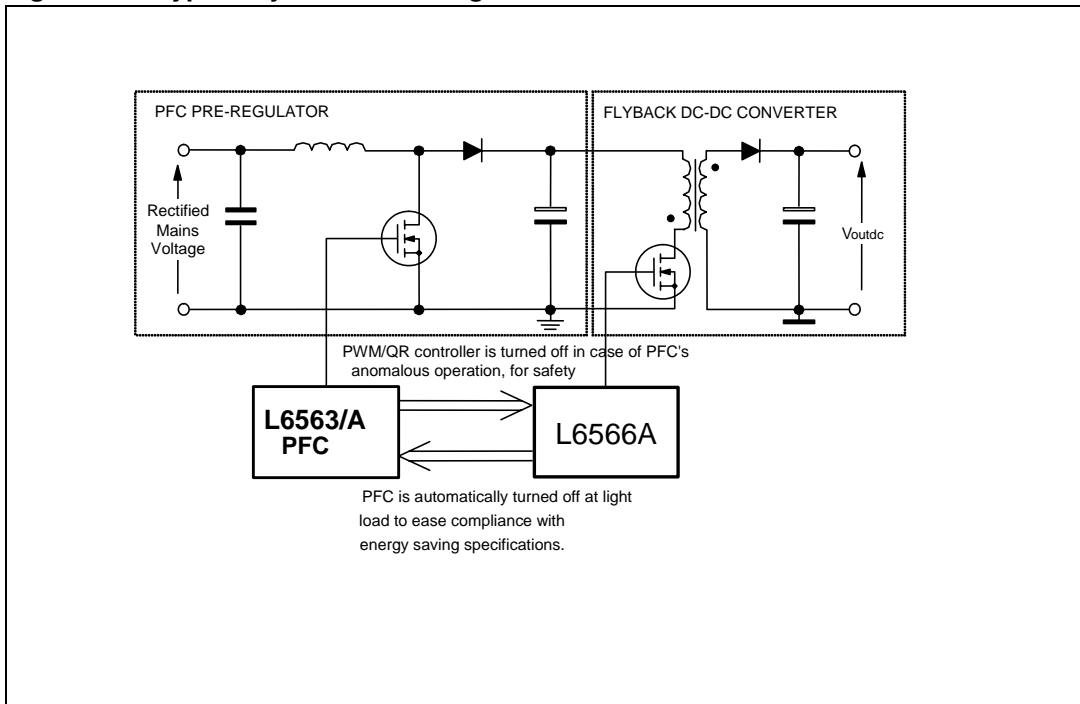 PFC PRE-REGULATOR
FLYBACK DC-DC CONVERTER
Rectified
Mains
Voltage
Voutdc
PWM/QR controller is turned off in case of PFC's
anomalous operation, for safety
L6563/A
PFC
L6566A
PFC is automatically turned off at light
load to ease compliance with
energy saving specifications.